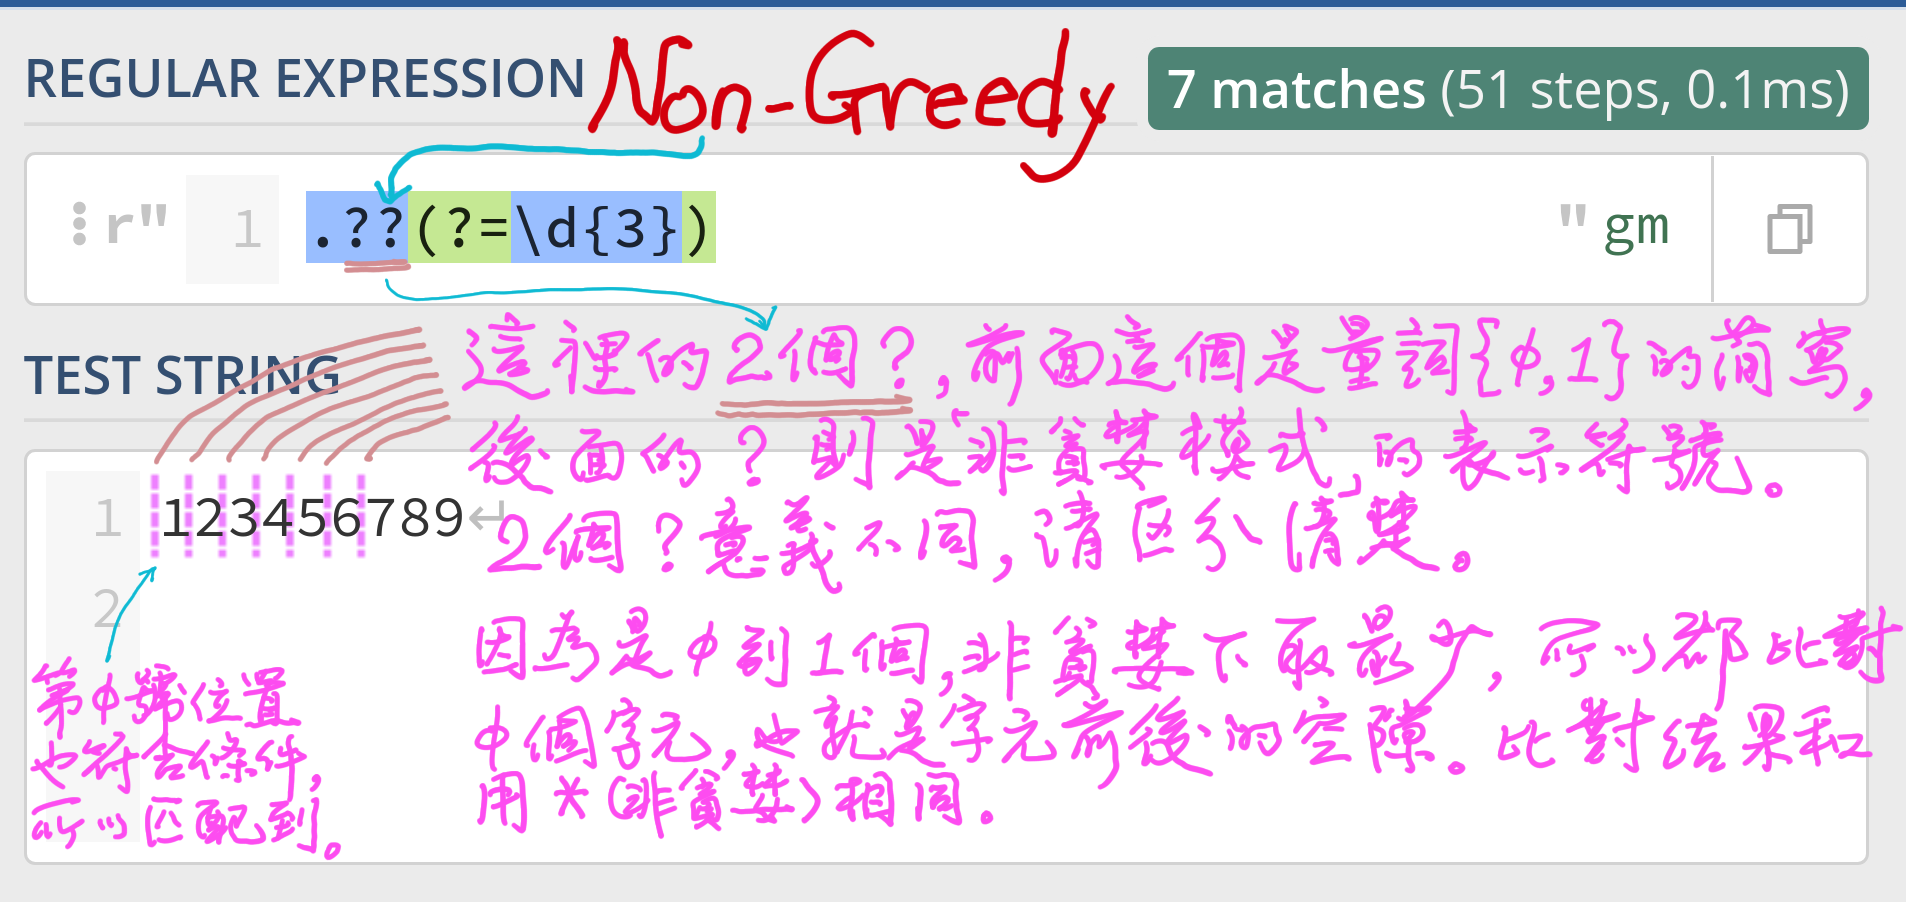 REGULAR EXPRESSION
Non-Greedy
7 matches (51 steps, 0.1ms)
r" 1 .??(?=\d{3}) " gm
TEST STRING
這裡的2個?,前面這個是量詞{0,1}的簡寫,
後面的?則是「非貪婪模式」的表示符號。
2個?意義不同,請區分清楚。
1 123456789↵
2
因為是0到1個,非貪婪下取最少,所以都比對
0個字元,也就是字元前後的空隙。比對結果和
用*(非貪婪)相同。
第0號位置
也符合條件,
所以匹配到。